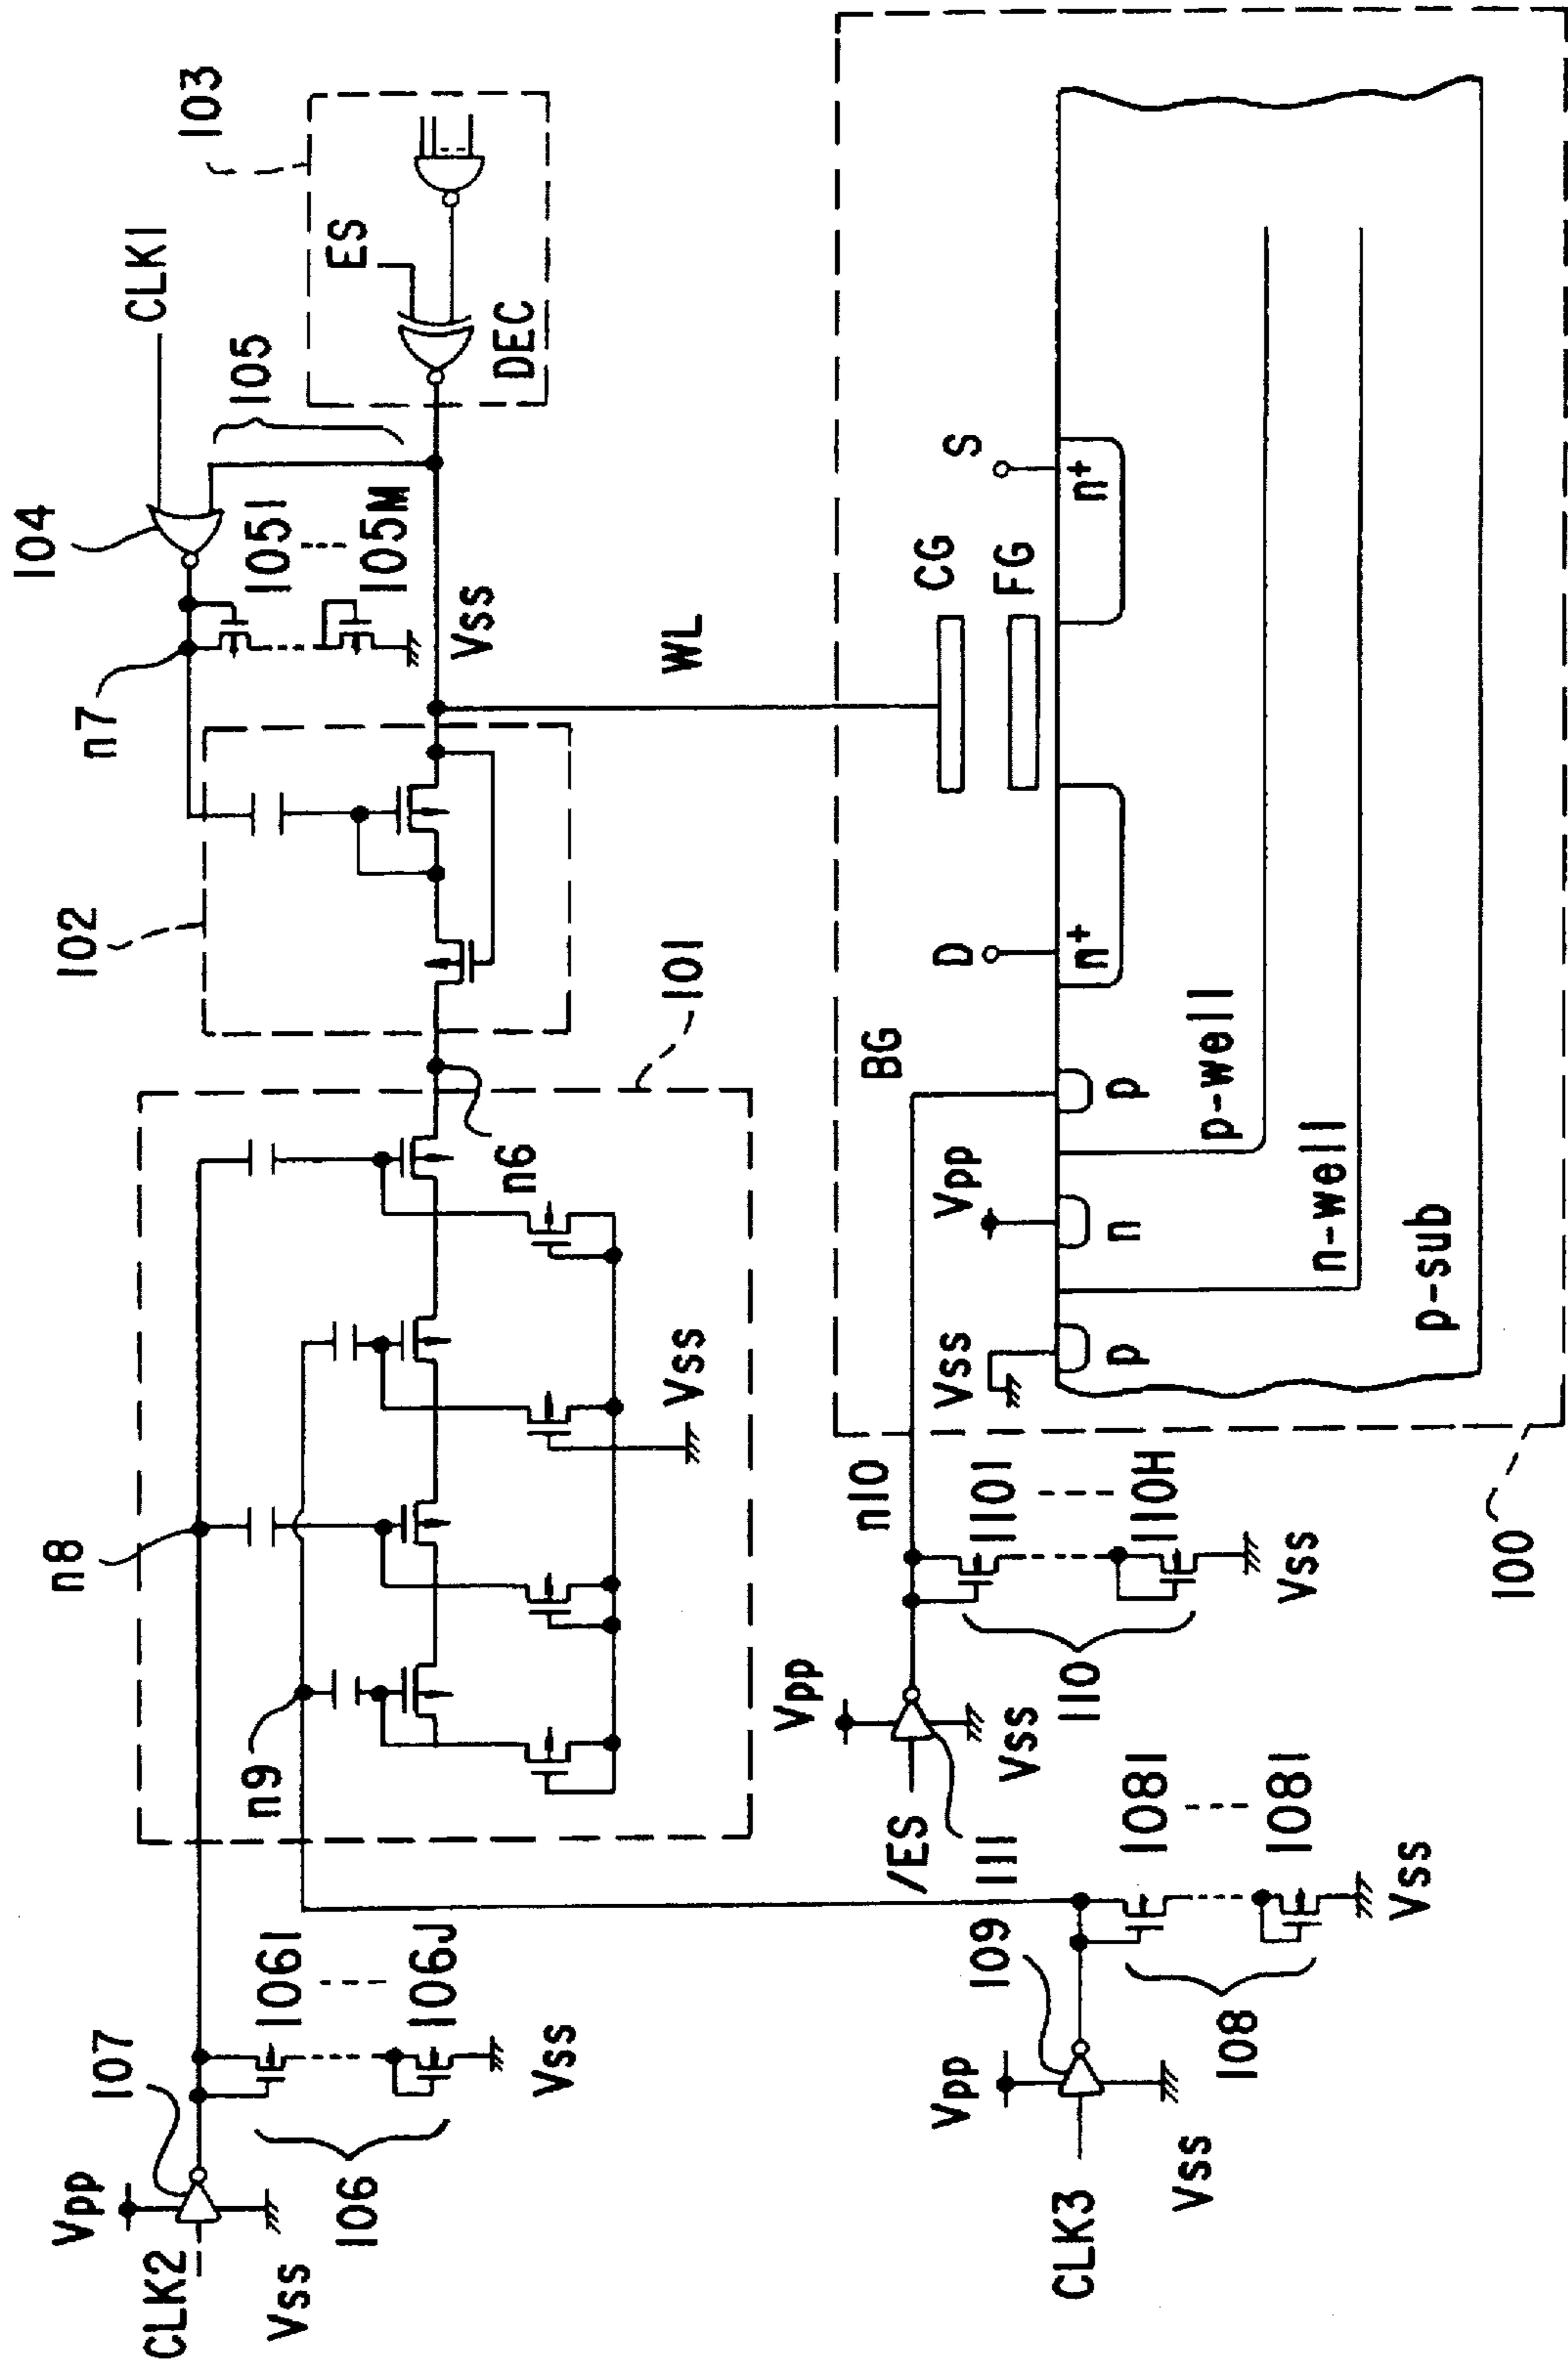 104
Vpp
n8
102
107
n7
CLK2
CLK1
103
n9
105
Vss
1061
1051
106
ES
105M
106J
Vss
n6
DEC
Vss
Vss
101
WL
Vpp
n10
BG
/ES
CG
Vpp
Vss
Vpp
D
S
109
111
1101
FG
Vss
110
CLK3
1081
110H
p
n
p
n+
n+
Vss
Vss
108
108I
p-well
n-well
Vss
p-sub
100